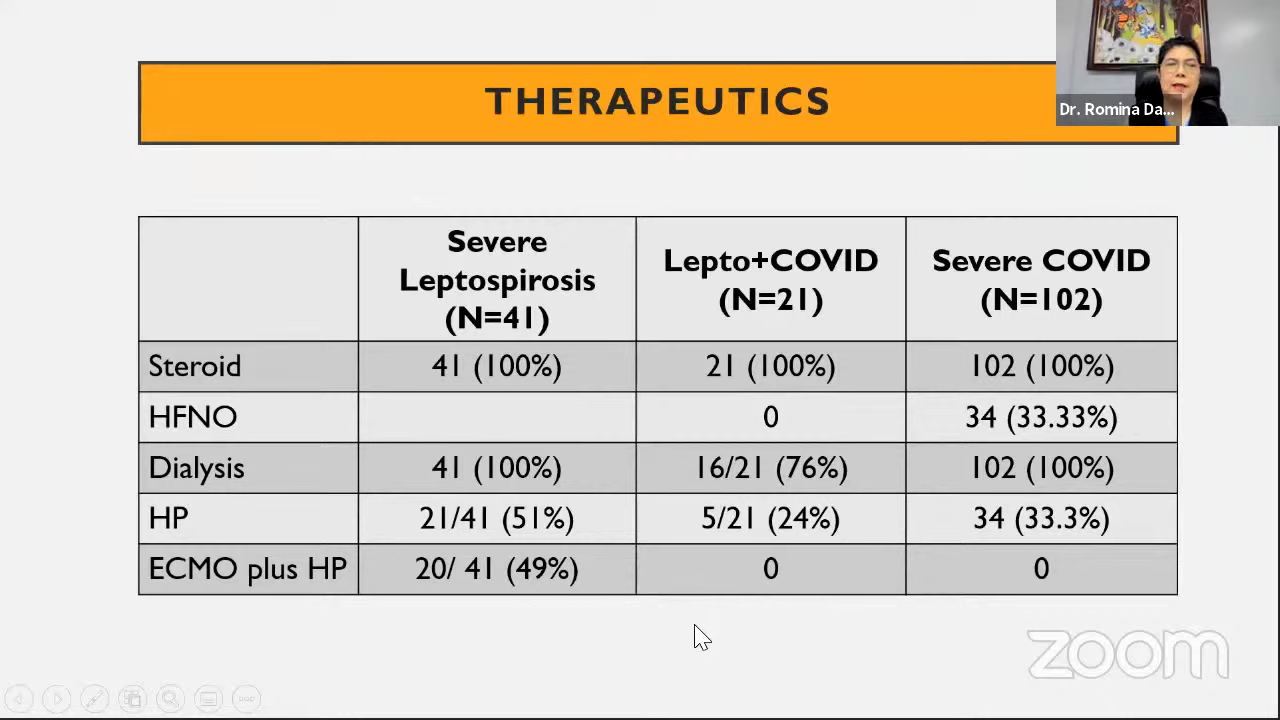 THERAPEUTICS
Dr. Romina Da...
Severe Leptospirosis (N=41) Lepto+COVID (N=21) Severe COVID (N=102)
Steroid 41 (100%) 21 (100%) 102 (100%)
HFNO 0 34 (33.33%)
Dialysis 41 (100%) 16/21 (76%) 102 (100%)
HP 21/41 (51%) 5/21 (24%) 34 (33.3%)
ECMO plus HP 20/ 41 (49%) 0 0
zoom